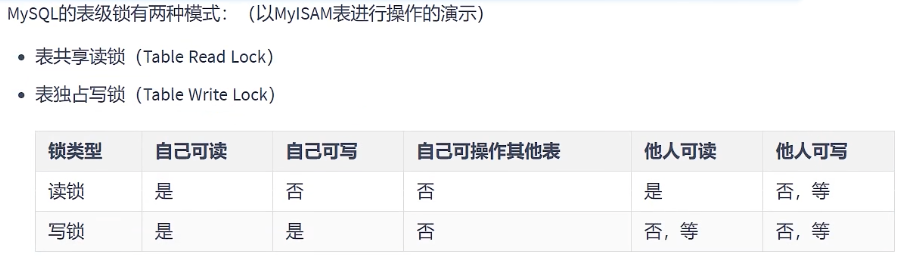 MySQL的表级锁有两种模式：（以MyISAM表进行操作的演示）
表共享读锁（Table Read Lock）
表独占写锁（Table Write Lock）
锁类型 自己可读 自己可写 自己可操作其他表 他人可读 他人可写
读锁 是 否 否 是 否，等
写锁 是 是 否 否，等 否，等